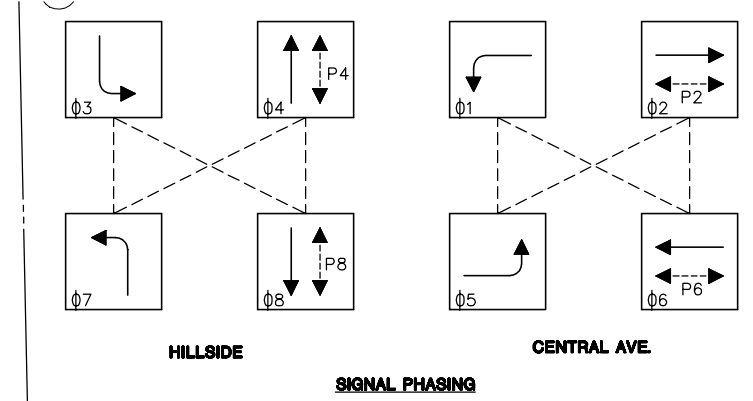 P4
P2
ϕ3
ϕ4
ϕ1
ϕ2
P8
P6
ϕ7
ϕ8
ϕ5
ϕ6
HILLSIDE
CENTRAL AVE.
SIGNAL PHASING